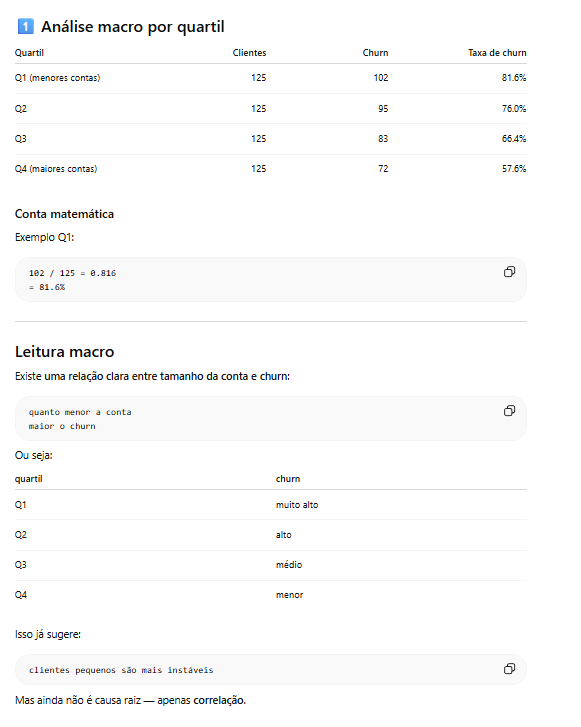 1 Análise macro por quartil
Quartil Clientes Churn Taxa de churn
Q1 (menores contas) 125 102 81.6%
Q2 125 95 76.0%
Q3 125 83 66.4%
Q4 (maiores contas) 125 72 57.6%
Conta matemática
Exemplo Q1:
102 / 125 = 0.816
= 81.6%
Leitura macro
Existe uma relação clara entre tamanho da conta e churn:
quanto menor a conta
maior o churn
Ou seja:
quartil churn
Q1 muito alto
Q2 alto
Q3 médio
Q4 menor
Isso já sugere:
clientes pequenos são mais instáveis
Mas ainda não é causa raiz — apenas correlação.